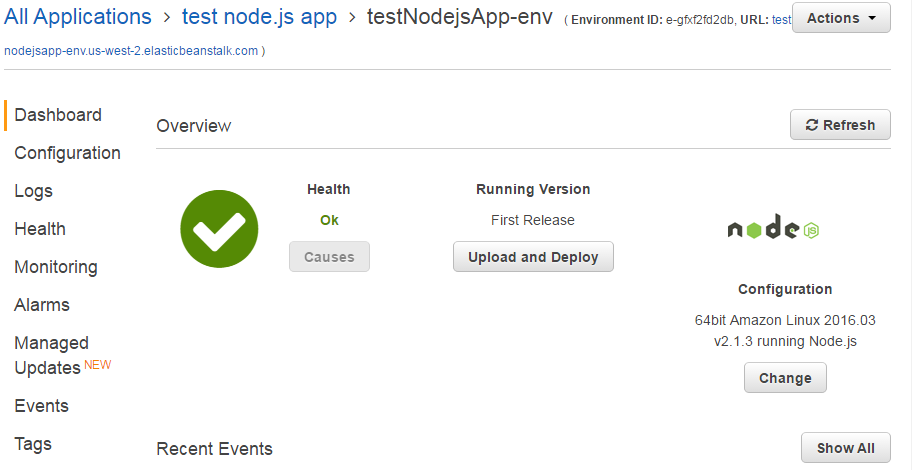 All Applications > test node.js app > testNodejsApp-env ( Environment ID: e-gfxf2fd2db, URL: test Actions
nodejsapp-env.us-west-2.elasticbeanstalk.com )
Dashboard
Overview
Refresh
Configuration
Logs
Health
Monitoring
Alarms
Managed
Updates NEW
Events
Tags
Health
Ok
Causes
Running Version
First Release
Upload and Deploy
node JS
Configuration
64bit Amazon Linux 2016.03
v2.1.3 running Node.js
Change
Recent Events
Show All